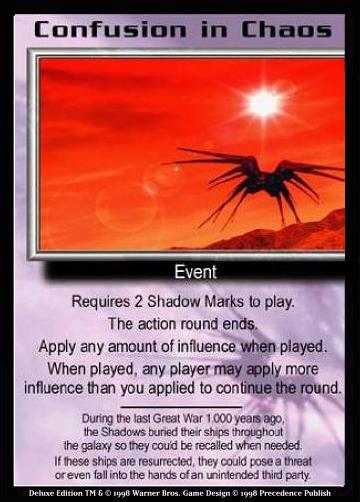 Confusion in Chaos
Event
Requires 2 Shadow Marks to play.
The action round ends.
Apply any amount of influence when played.
When played, any player may apply more
influence than you applied to continue the round.
During the last Great War 1,000 years ago,
the Shadows buried their ships throughout
the galaxy so they could be recalled when needed.
If these ships are resurrected, they could pose a threat
or even fall into the hands of an unintended third party.
Deluxe Edition TM & © 1998 Warner Bros. Game Design © 1998 Precedence Publish